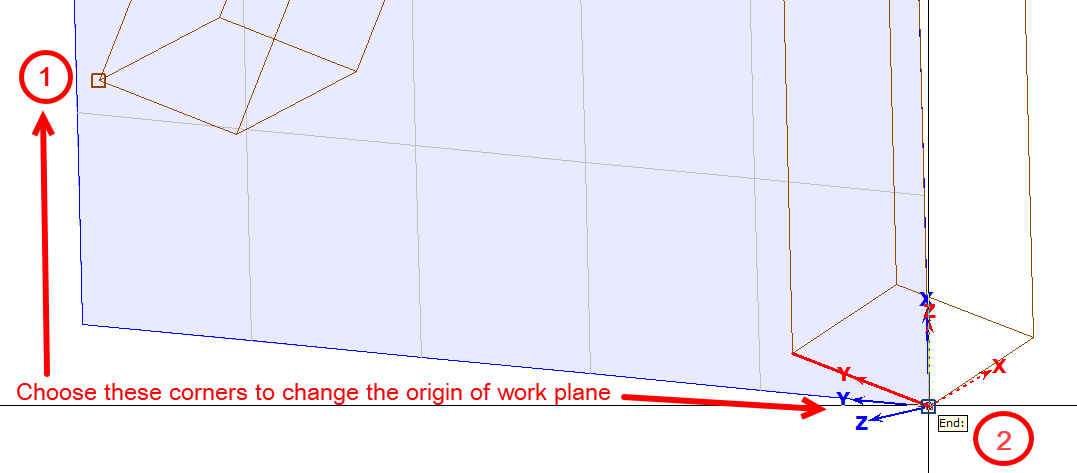 1
X
Z
X
Y
Choose these corners to change the origin of work plane
Y
Z
End:
2